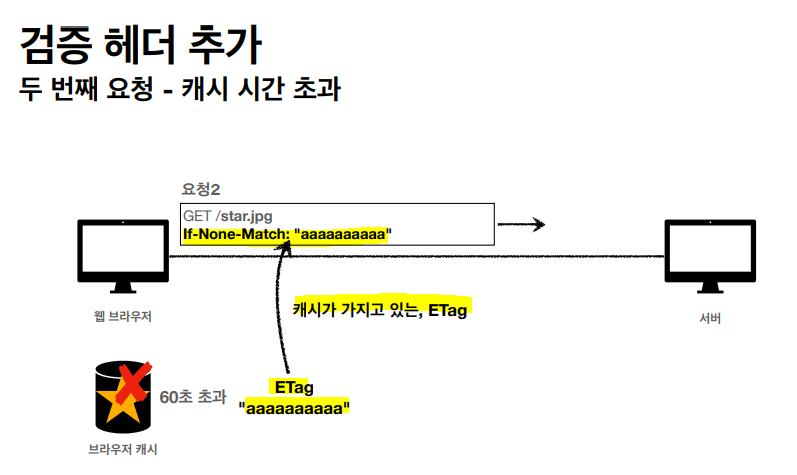 검증 헤더 추가
두 번째 요청 - 캐시 시간 초과
요청2
GET /star.jpg
If-None-Match: "aaaaaaaaaa"
웹 브라우저
서버
캐시가 가지고 있는, ETag
60초 초과
ETag
"aaaaaaaaaa"
브라우저 캐시